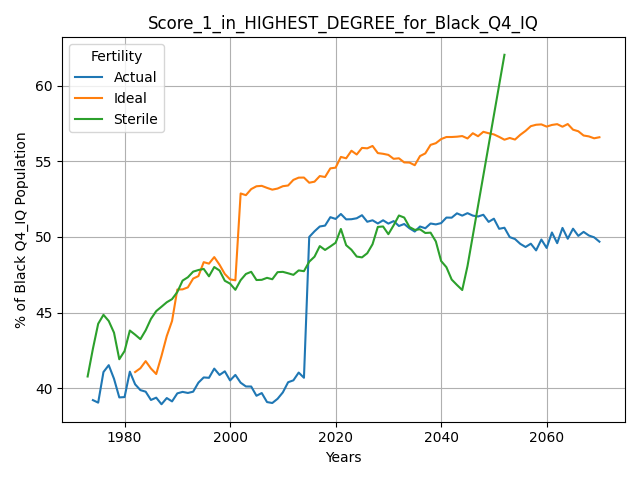 Score_1_in_HIGHEST_DEGREE_for_Black_Q4_IQ
Fertility
Actual
Ideal
Sterile
% of Black Q4_IQ Population
60
55
50
45
40
1980
2000
2020
2040
2060
Years